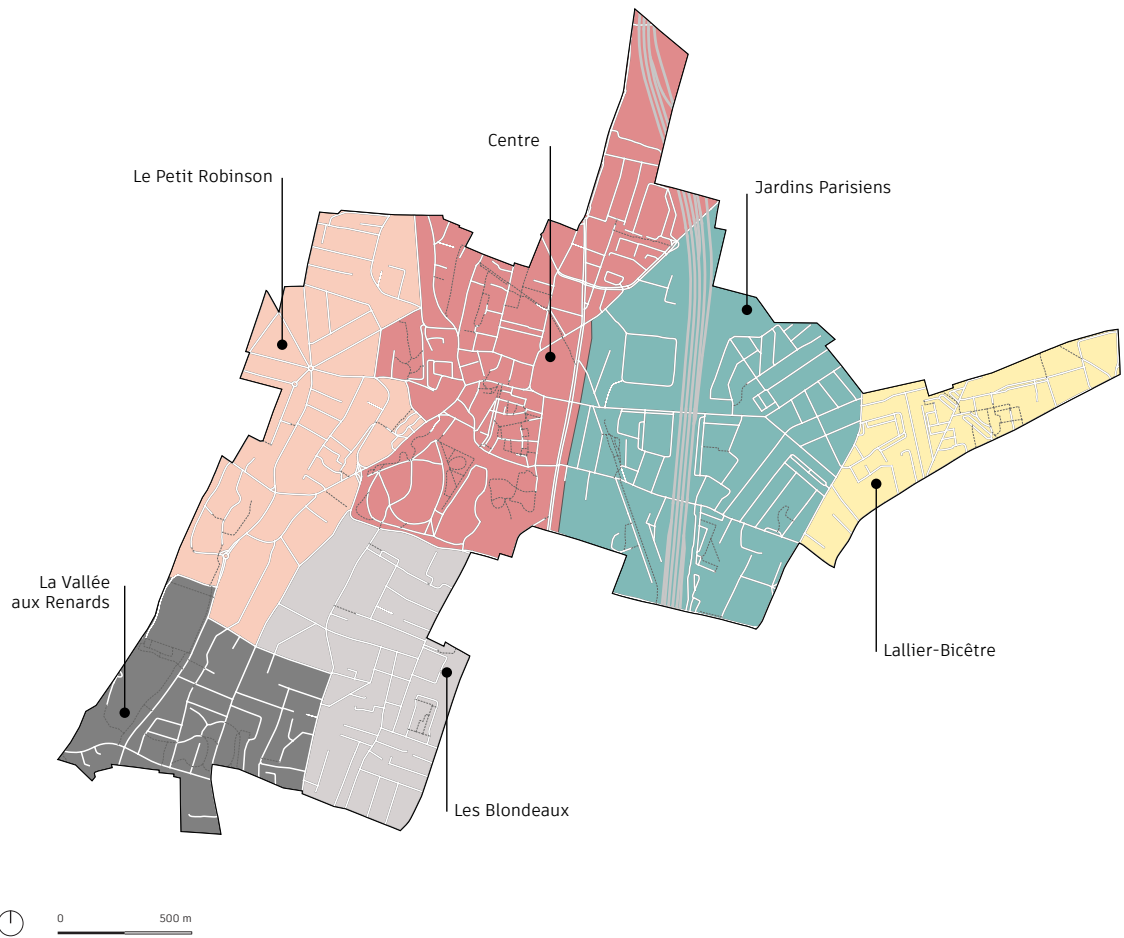 Centre
Le Petit Robinson
Jardins Parisiens
La Vallée
aux Renards
Lallier-Bicêtre
Les Blondeaux
0 500 m